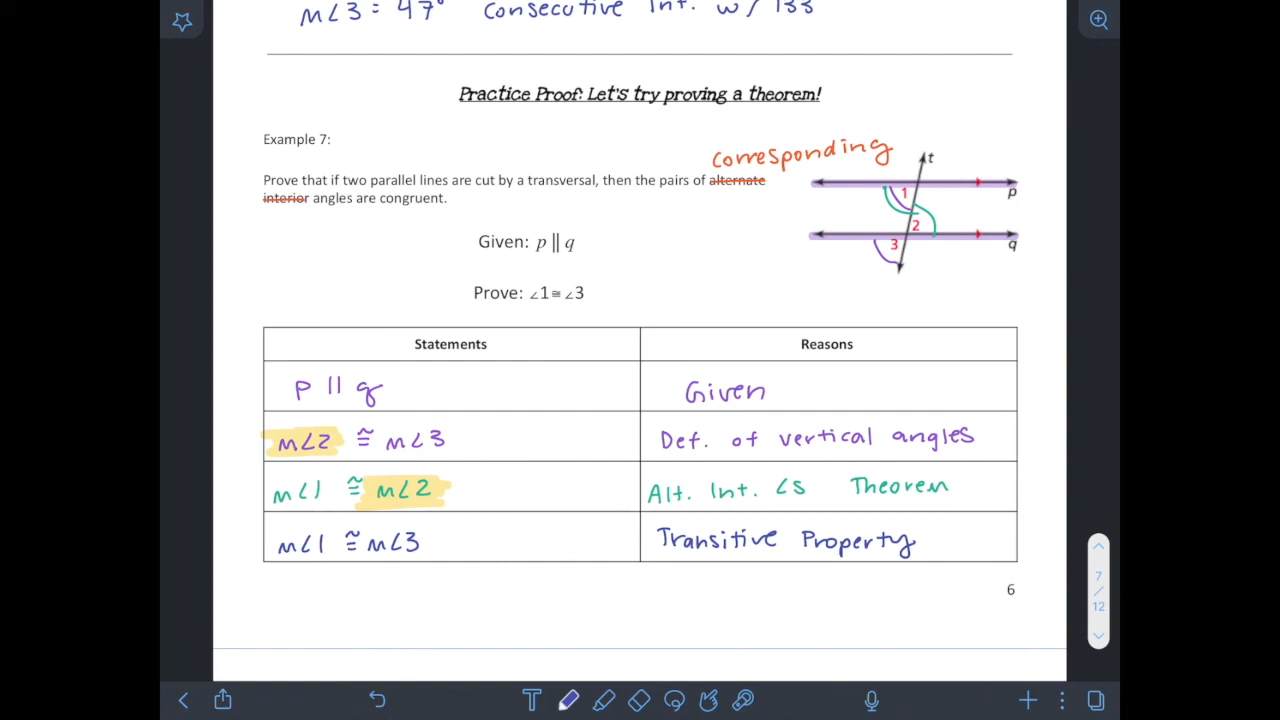 m∠3 = 47° Consecutive Int. w/ 133
Practice Proof: Let's try proving a theorem!
Example 7:
corresponding
Prove that if two parallel lines are cut by a transversal, then the pairs of alternate
interior angles are congruent.
Given: p || q
Prove: ∠1≅∠3
t
1
p
2
3
q
Statements Reasons
p || q Given
m∠2 ≅ m∠3 Def. of vertical angles
m∠1 ≅ m∠2 Alt. Int. ∠s Theorem
m∠1 ≅ m∠3 Transitive Property
6
7
/
12
T